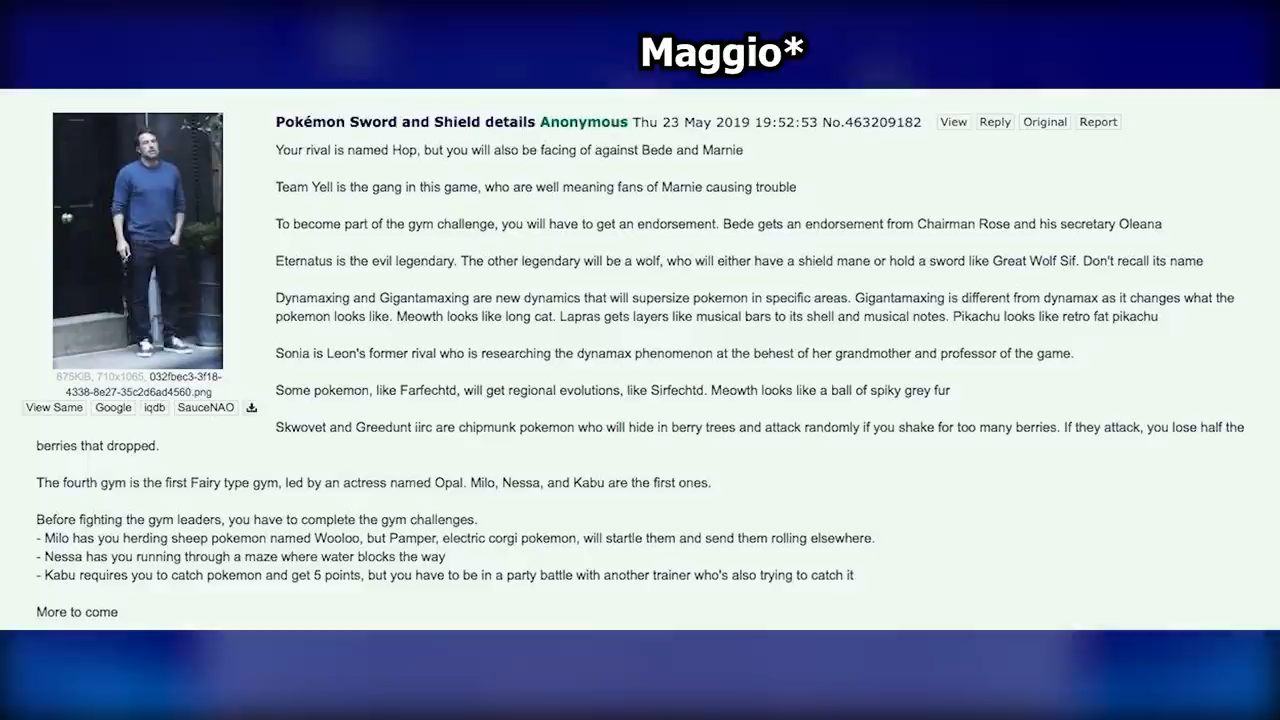 Maggio*
Pokémon Sword and Shield details Anonymous Thu 23 May 2019 19:52:53 No.463209182 View Reply Original Report
Your rival is named Hop, but you will also be facing of against Bede and Marnie
Team Yell is the gang in this game, who are well meaning fans of Marnie causing trouble
To become part of the gym challenge, you will have to get an endorsement. Bede gets an endorsement from Chairman Rose and his secretary Oleana
Eternatus is the evil legendary. The other legendary will be a wolf, who will either have a shield mane or hold a sword like Great Wolf Sif. Don't recall its name
Dynamaxing and Gigantamaxing are new dynamics that will supersize pokemon in specific areas. Gigantamaxing is different from dynamax as it changes what the
pokemon looks like. Meowth looks like long cat. Lapras gets layers like musical bars to its shell and musical notes. Pikachu looks like retro fat pikachu
Sonia is Leon's former rival who is researching the dynamax phenomenon at the behest of her grandmother and professor of the game.
875KiB, 710x1065, 032fbec3-3f18-
4338-8e27-35c2d6ad4560.png
View Same Google iqdb SauceNAO
Some pokemon, like Farfechtd, will get regional evolutions, like Sirfechtd. Meowth looks like a ball of spiky grey fur
Skwovet and Greedunt iirc are chipmunk pokemon who will hide in berry trees and attack randomly if you shake for too many berries. If they attack, you lose half the
berries that dropped.
The fourth gym is the first Fairy type gym, led by an actress named Opal. Milo, Nessa, and Kabu are the first ones.
Before fighting the gym leaders, you have to complete the gym challenges.
- Milo has you herding sheep pokemon named Wooloo, but Pamper, electric corgi pokemon, will startle them and send them rolling elsewhere.
- Nessa has you running through a maze where water blocks the way
- Kabu requires you to catch pokemon and get 5 points, but you have to be in a party battle with another trainer who's also trying to catch it
More to come